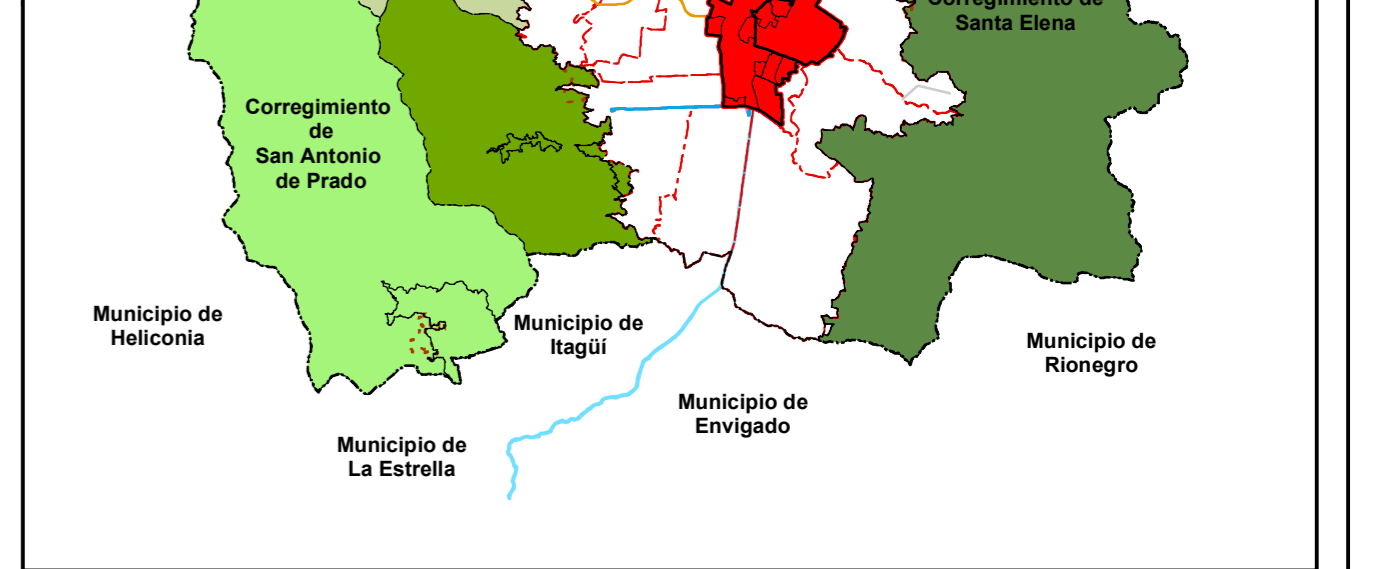 Corregimiento de
Santa Elena
Corregimiento
de
San Antonio
de Prado
Municipio de
Heliconia
Municipio de
Itagüí
Municipio de
Rionegro
Municipio de
Envigado
Municipio de
La Estrella